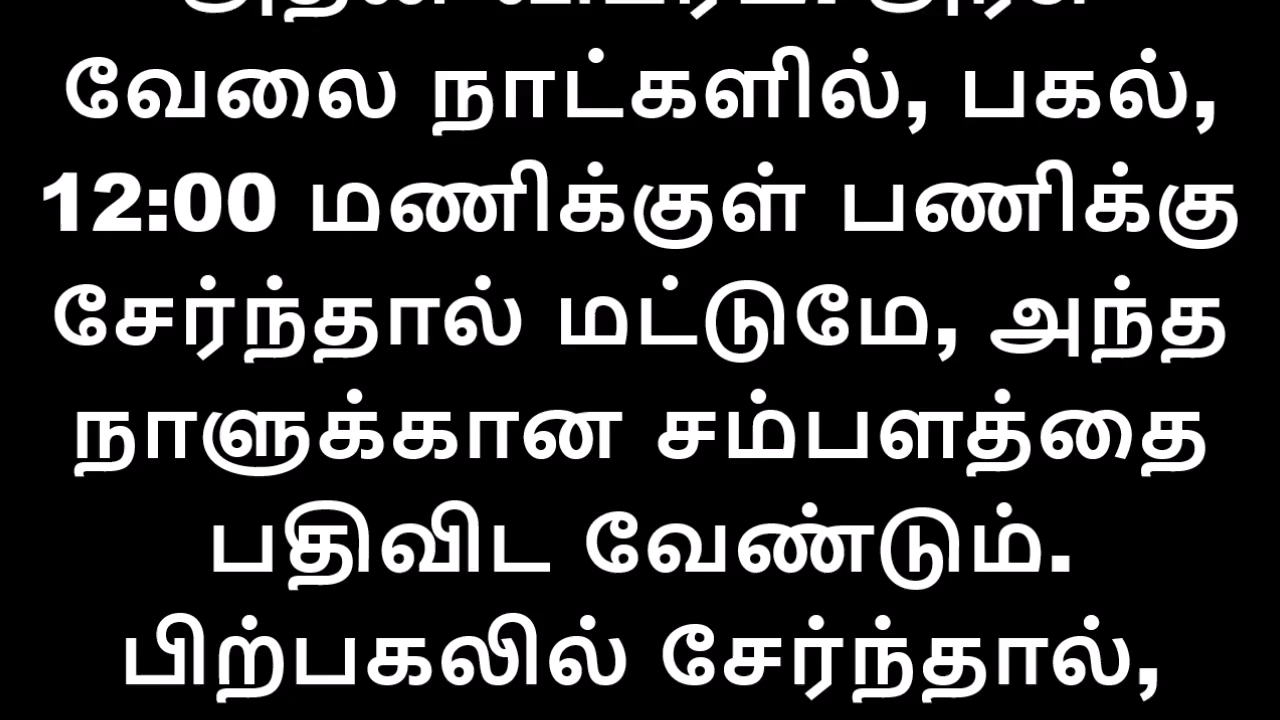 வேலை நாட்களில், பகல்,
12:00 மணிக்குள் பணிக்கு
சேர்ந்தால் மட்டுமே, அந்த
நாளுக்கான சம்பளத்தை
பதிவிட வேண்டும்.
பிற்பகலில் சேர்ந்தால்,